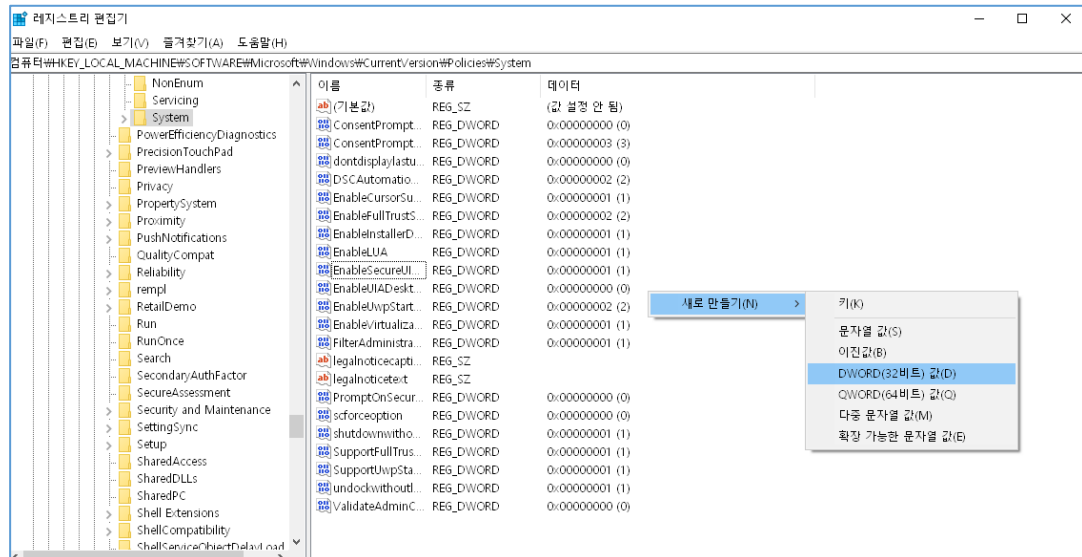 레지스트리 편집기
파일(F) 편집(E) 보기(V) 즐겨찾기(A) 도움말(H)
컴퓨터₩HKEY_LOCAL_MACHINE₩SOFTWARE₩Microsoft₩Windows₩CurrentVersion₩Policies₩System
NonEnum
Servicing
System
PowerEfficiencyDiagnostics
PrecisionTouchPad
PreviewHandlers
Privacy
PropertySystem
Proximity
PushNotifications
QualityCompat
Reliability
rempl
RetailDemo
Run
RunOnce
Search
SecondaryAuthFactor
SecureAssessment
Security and Maintenance
SettingSync
Setup
SharedAccess
SharedDLLs
SharedPC
Shell Extensions
ShellCompatibility
ShellServiceObjectDelayLoad
이름 종류 데이터
(기본값) REG_SZ (값 설정 안 됨)
ConsentPrompt... REG_DWORD 0x00000000 (0)
ConsentPrompt... REG_DWORD 0x00000003 (3)
dontdisplaylastu... REG_DWORD 0x00000000 (0)
DSCAutomatio... REG_DWORD 0x00000002 (2)
EnableCursorSu... REG_DWORD 0x00000001 (1)
EnableFullTrustS... REG_DWORD 0x00000002 (2)
EnableInstallerD... REG_DWORD 0x00000001 (1)
EnableLUA REG_DWORD 0x00000001 (1)
EnableSecureUI... REG_DWORD 0x00000001 (1)
EnableUIADeskt... REG_DWORD 0x00000000 (0)
EnableUwpStart... REG_DWORD 0x00000002 (2)
EnableVirtualiza... REG_DWORD 0x00000001 (1)
FilterAdministra... REG_DWORD 0x00000001 (1)
legalnoticecapti... REG_SZ
legalnoticetext REG_SZ
PromptOnSecur... REG_DWORD 0x00000000 (0)
scforceoption REG_DWORD 0x00000000 (0)
shutdownwitho... REG_DWORD 0x00000001 (1)
SupportFullTrus... REG_DWORD 0x00000001 (1)
SupportUwpSta... REG_DWORD 0x00000001 (1)
undockwithoutl... REG_DWORD 0x00000001 (1)
ValidateAdminC... REG_DWORD 0x00000000 (0)
새로 만들기(N)
키(K)
문자열 값(S)
이진값(B)
DWORD(32비트) 값(D)
QWORD(64비트) 값(Q)
다중 문자열 값(M)
확장 가능한 문자열 값(E)